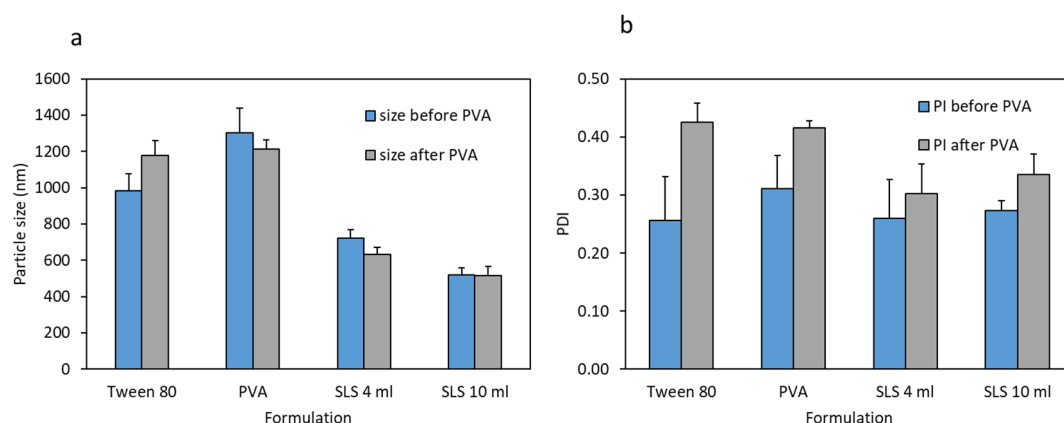 a
1600
1400
1200
1000
800
600
400
200
0
Particle size (nm)
size before PVA
size after PVA
Tween 80 PVA SLS 4 ml SLS 10 ml
Formulation
b
0.50
0.40
0.30
0.20
0.10
0.00
PDI
PI before PVA
PI after PVA
Tween 80 PVA SLS 4 ml SLS 10 ml
Formulation